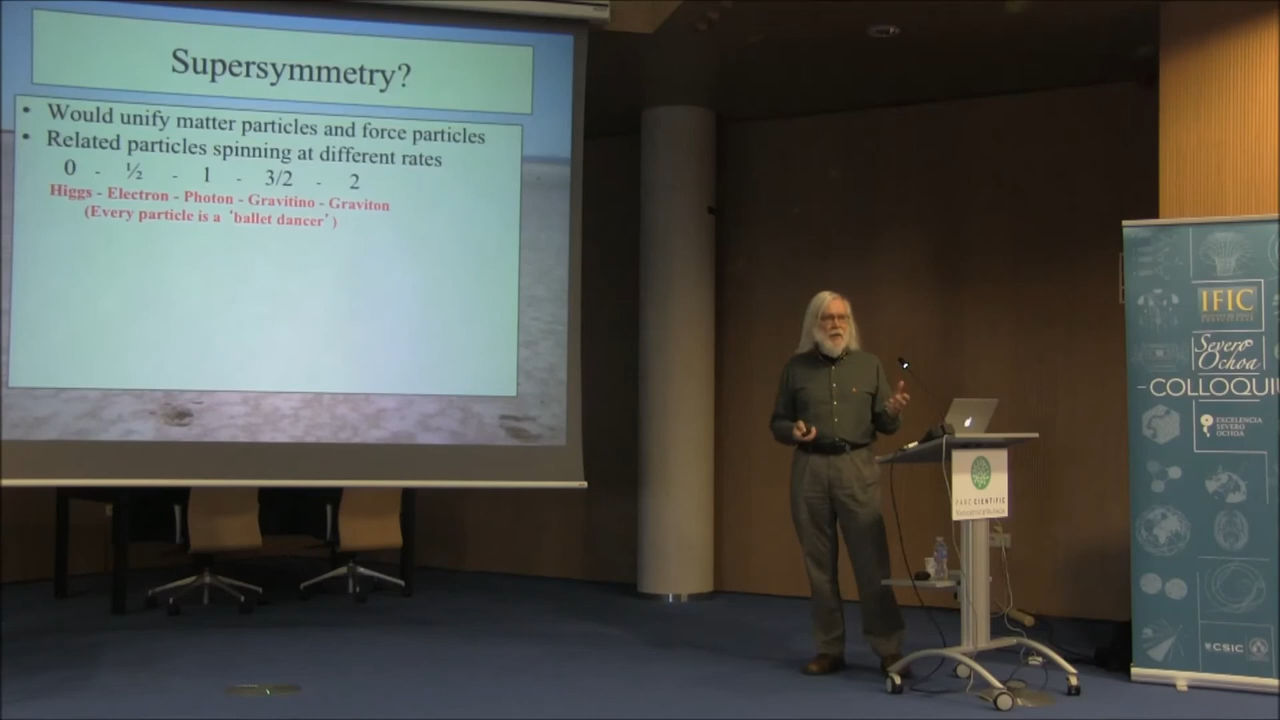 Supersymmetry?
• Would unify matter particles and force particles
• Related particles spinning at different rates
0 - ½ - 1 - 3/2 - 2
Higgs - Electron - Photon - Gravitino - Graviton
(Every particle is a ‘ballet dancer’)
IFIC
Severo
Ochoa
-COLLOQUI
EXCELENCIA
SEVERO
OCHOA
CSIC
PARC CIENTIFIC